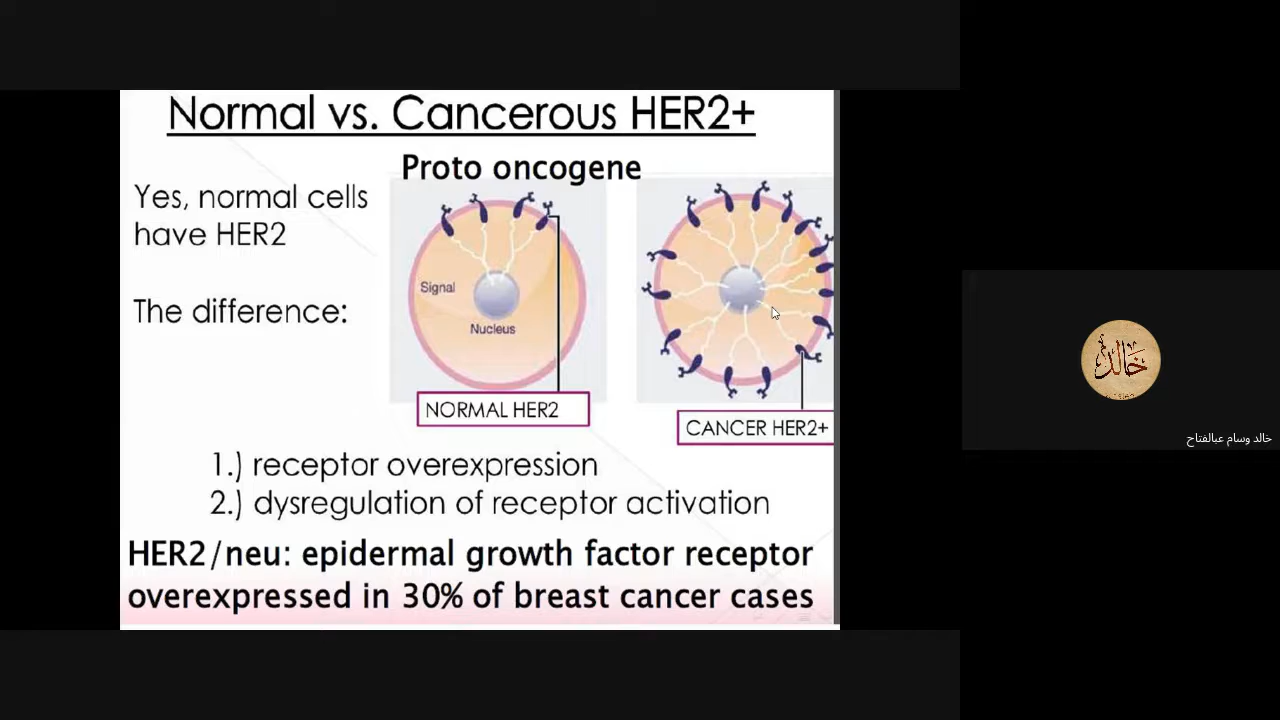 Normal vs. Cancerous HER2+
Proto oncogene
Yes, normal cells
have HER2
The difference:
Signal
Nucleus
NORMAL HER2
CANCER HER2+
1.) receptor overexpression
2.) dysregulation of receptor activation
HER2/neu: epidermal growth factor receptor
overexpressed in 30% of breast cancer cases
خالد
خالد وسام عبالفتاح